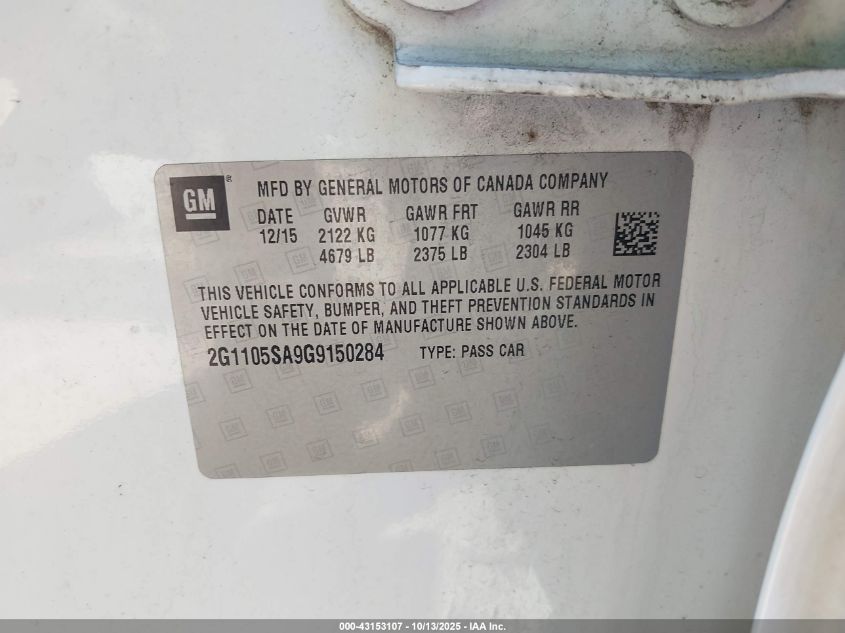 GM®
MFD BY GENERAL MOTORS OF CANADA COMPANY
DATE GVWR GAWR FRT GAWR RR
12/15 2122 KG 1077 KG 1045 KG
4679 LB 2375 LB 2304 LB
THIS VEHICLE CONFORMS TO ALL APPLICABLE U.S. FEDERAL MOTOR
VEHICLE SAFETY, BUMPER, AND THEFT PREVENTION STANDARDS IN
EFFECT ON THE DATE OF MANUFACTURE SHOWN ABOVE.
2G1105SA9G9150284 TYPE: PASS CAR
000-43153107 - 10/13/2025 - IAA Inc.